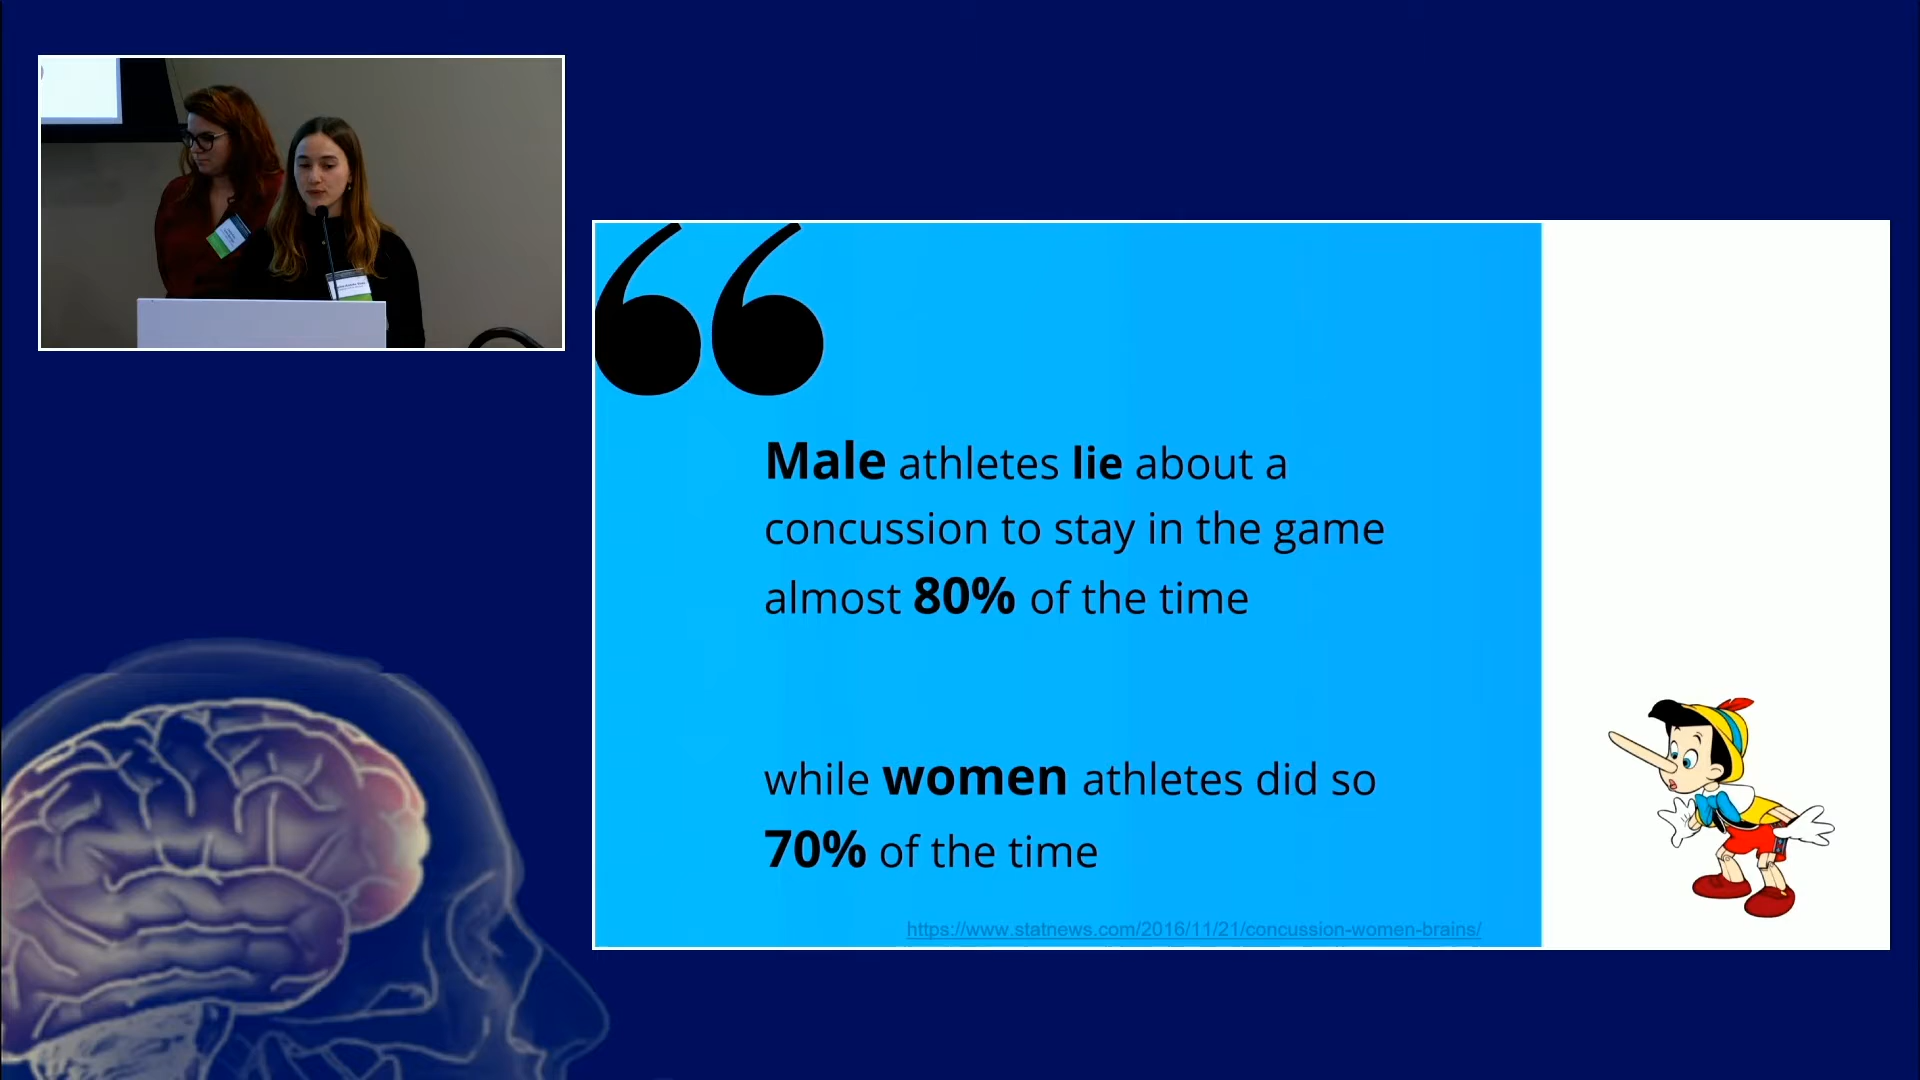 Male athletes lie about a
concussion to stay in the game
almost 80% of the time
while women athletes did so
70% of the time
https://www.statnews.com/2016/11/21/concussion-women-brains/